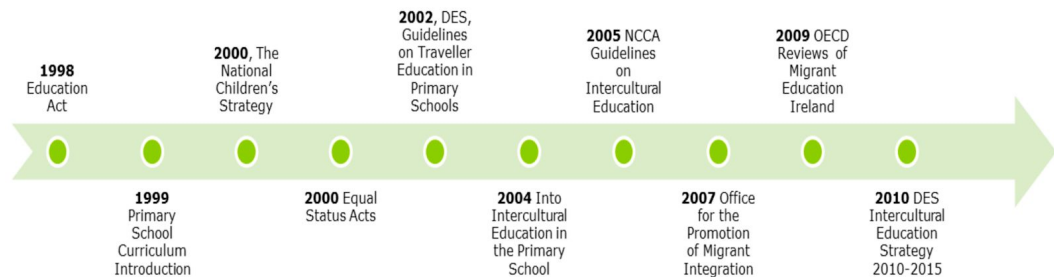 1998
Education
Act
1999
Primary
School
Curriculum
Introduction
2000, The
National
Children's
Strategy
2000 Equal
Status Acts
2002, DES,
Guidelines
on Traveller
Education in
Primary
Schools
2004 Into
Intercultural
Education in
the Primary
School
2005 NCCA
Guidelines
on
Intercultural
Education
2007 Office
for the
Promotion
of Migrant
Integration
2009 OECD
Reviews of
Migrant
Education
Ireland
2010 DES
Intercultural
Education
Strategy
2010-2015